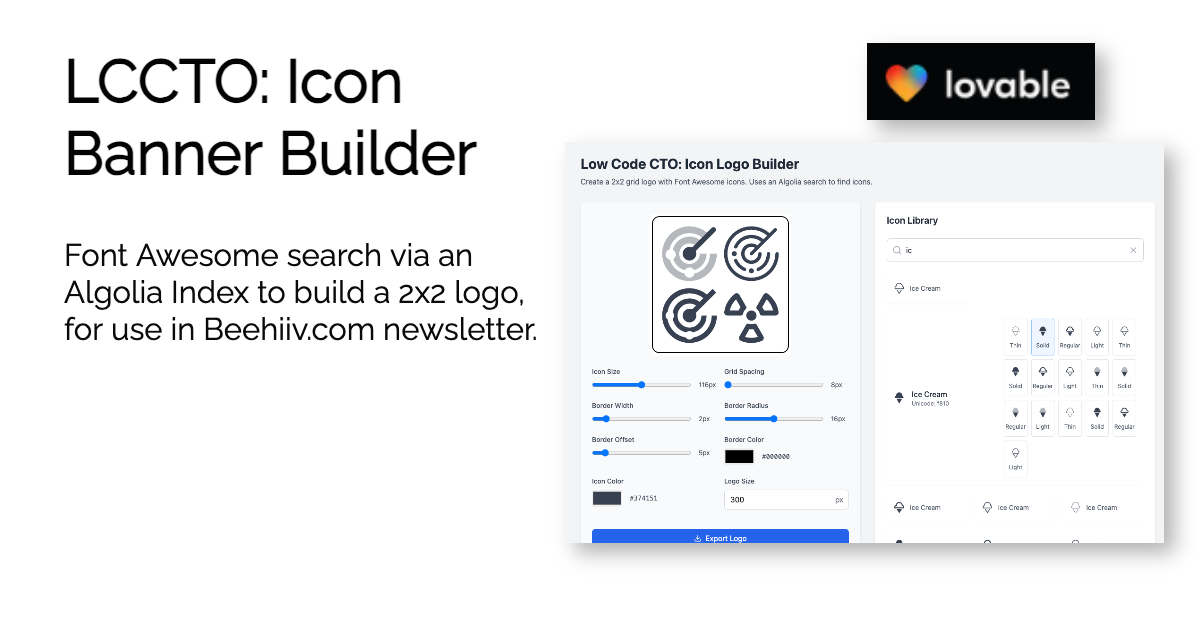 LCCTO: Icon
Banner Builder
Font Awesome search via an
Algolia Index to build a 2x2 logo,
for use in Beehiiv.com newsletter.
lovable
Low Code CTO: Icon Logo Builder
Create a 2x2 grid logo with Font Awesome icons. Uses an Algolia search to find icons.
Icon Size
116px
Grid Spacing
8px
Border Width
2px
Border Radius
16px
Border Offset
5px
Border Color
#000000
Icon Color
#374151
Logo Size
300 px
Export Logo
Icon Library
ic
Ice Cream
Ice Cream
Unicode: f810
Thin Solid Regular Light Thin
Solid Regular Light Thin Solid
Regular Light Thin Solid Regular
Light
Ice Cream Ice Cream Ice Cream